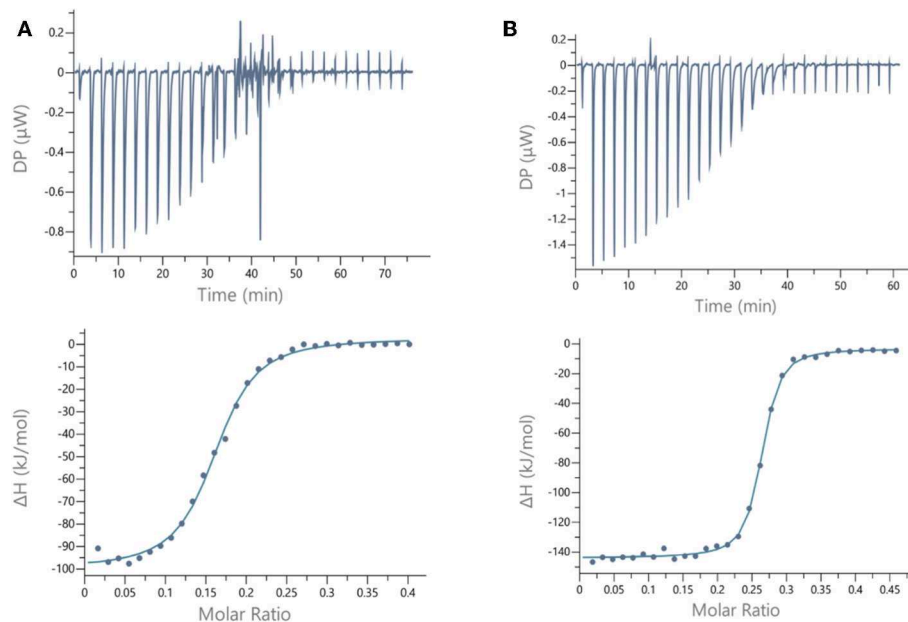 A
B
DP (µW)
0.2
0
-0.2
-0.4
-0.6
-0.8
0 10 20 30 40 50 60 70
Time (min)
DP (µW)
0.2
0
-0.2
-0.4
-0.6
-0.8
-1
-1.2
-1.4
0 10 20 30 40 50 60
Time (min)
ΔH (kJ/mol)
0
-10
-20
-30
-40
-50
-60
-70
-80
-90
-100
0 0.05 0.1 0.15 0.2 0.25 0.3 0.35 0.4
Molar Ratio
ΔH (kJ/mol)
0
-20
-40
-60
-80
-100
-120
-140
0 0.05 0.1 0.15 0.2 0.25 0.3 0.35 0.4 0.45
Molar Ratio